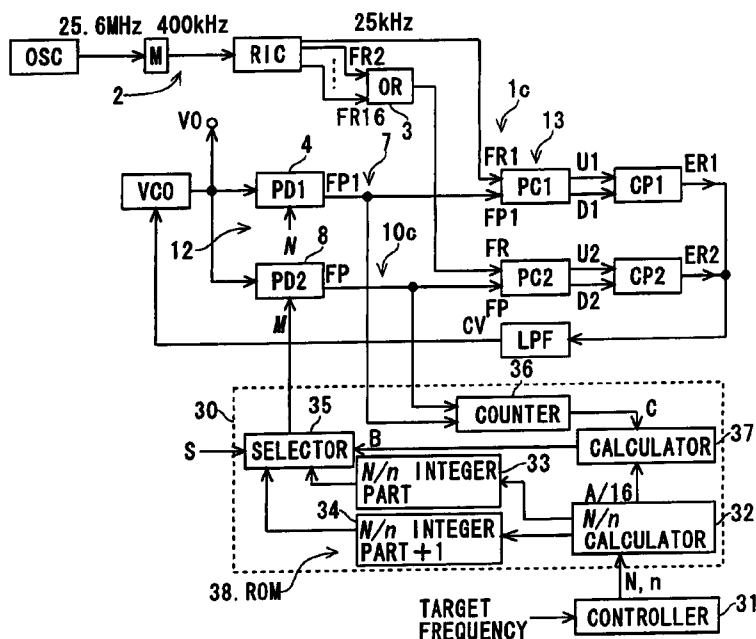 25.6MHz 400kHz 25kHz
OSC M RIC FR2 OR
2 FR16 3 1c
VO 4 7 FR1 13
VCO PD1 FP1 PC1 U1 CP1 ER1
12 N 8 10c FP1 D1
PD2 FP FR PC2 U2 CP2 ER2
M FP D2
CV LPF
36
30 35 COUNTER C 37
S SELECTOR B CALCULATOR
N/n INTEGER PART 33 A/16 32
34 N/n INTEGER PART+1 N/n CALCULATOR
38. ROM N, n 31
TARGET FREQUENCY CONTROLLER